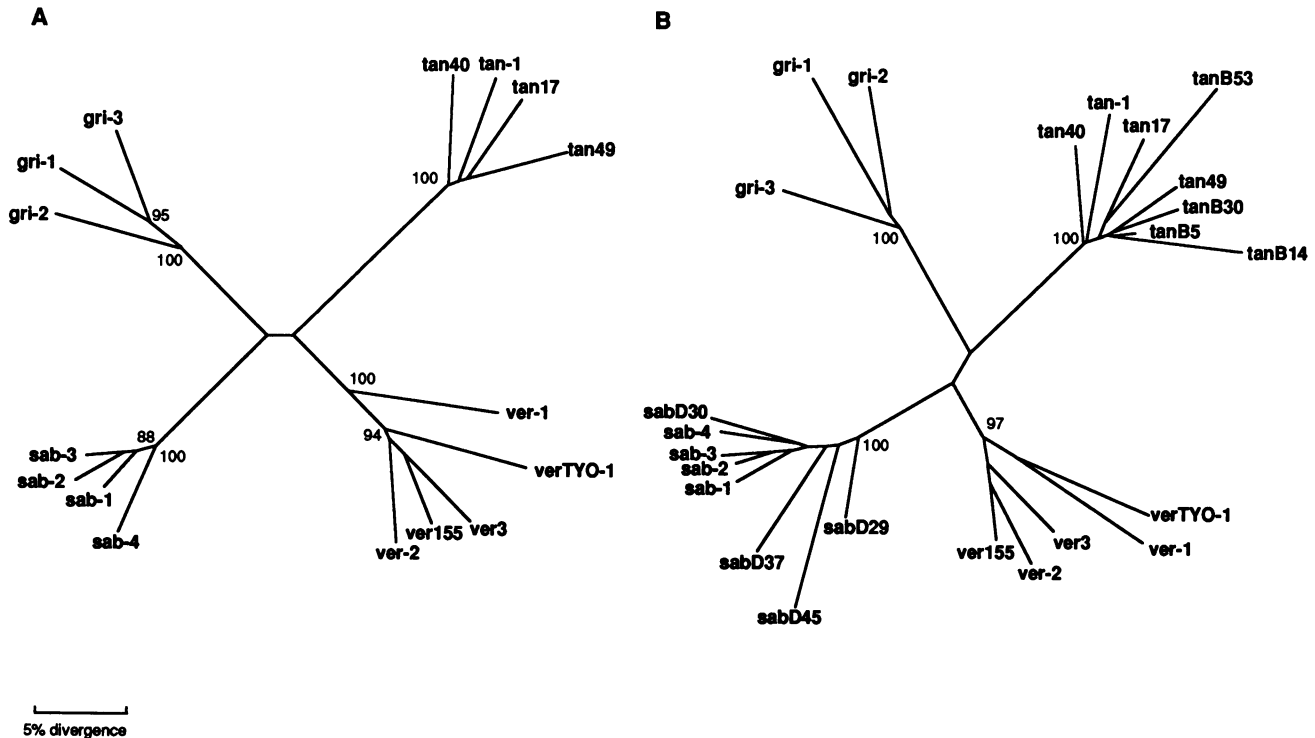 A
tan40 tan-1
tan17
gri-3
tan49
gri-1
100
gri-2
95
100
100
ver-1
88
94
sab-3
100
verTYO-1
sab-2
sab-1
ver155
ver3
sab-4
ver-2
5% divergence
B
gri-1
gri-2
tanB53
tan-1
tan40
tan17
gri-3
tan49
tanB30
100
100
tanB5
tanB14
sabD30
97
sab-4
100
sab-3
sab-2
sab-1
verTYO-1
sabD29
ver3
ver155
ver-1
sabD37
ver-2
sabD45